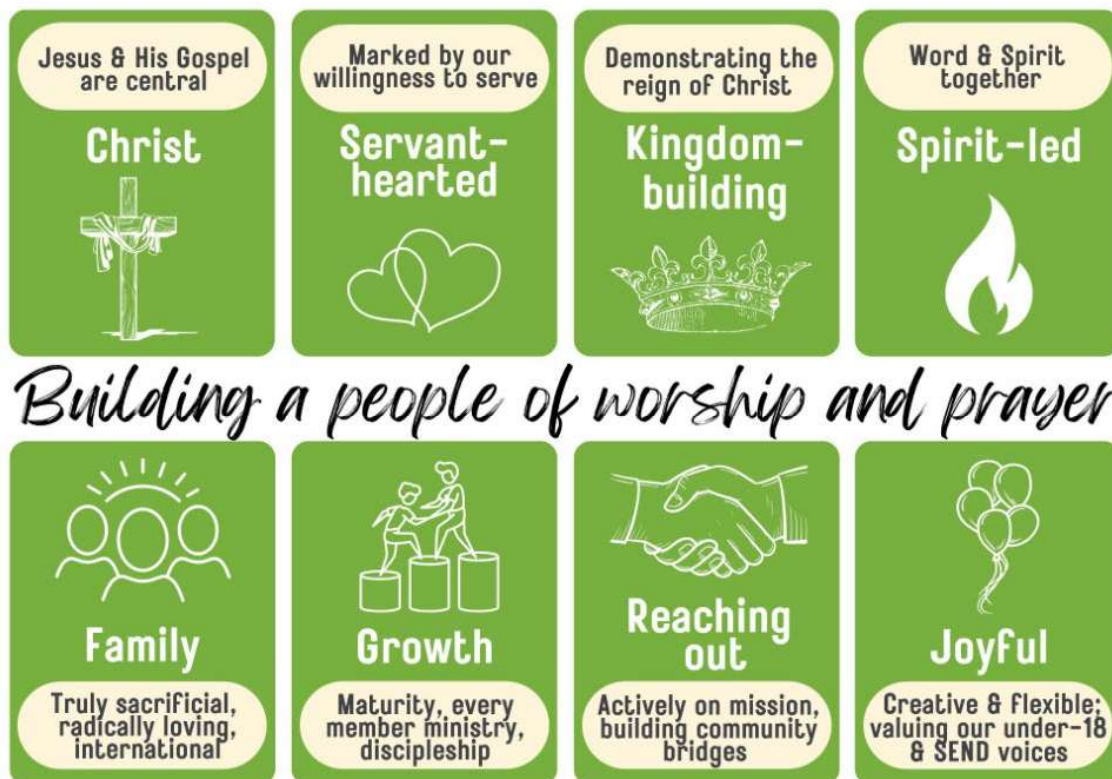 Jesus & His Gospel
are central
Christ
Marked by our
willingness to serve
Servant-
hearted
Demonstrating the
reign of Christ
Kingdom-
building
Word & Spirit
together
Spirit-led
Building a people of worship and prayer
Family
Truly sacrificial,
radically loving,
international
Growth
Maturity, every
member ministry,
discipleship
Reaching
out
Actively on mission,
building community
bridges
Joyful
Creative & flexible;
valuing our under-18
& SEND voices